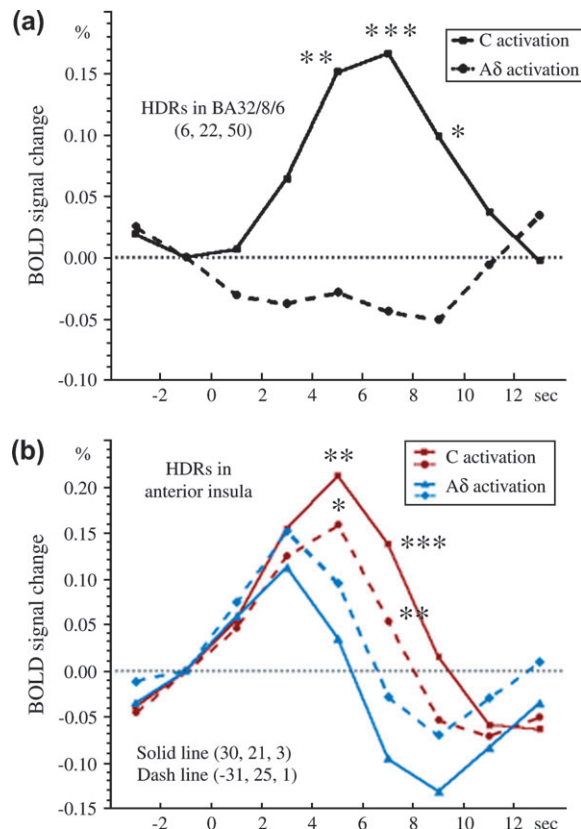 (a)
%
C activation
Aδ activation
0.15
0.10
0.05
0.00
-0.05
-0.10
BOLD signal change
HDRs in BA32/8/6
(6, 22, 50)
**
***
*
-2 0 2 4 6 8 10 12 sec
(b)
%
C activation
Aδ activation
0.20
0.15
0.10
0.05
0.00
-0.05
-0.10
-0.15
BOLD signal change
HDRs in
anterior insula
**
*
***
**
Solid line (30, 21, 3)
Dash line (-31, 25, 1)
-2 0 2 4 6 8 10 12 sec